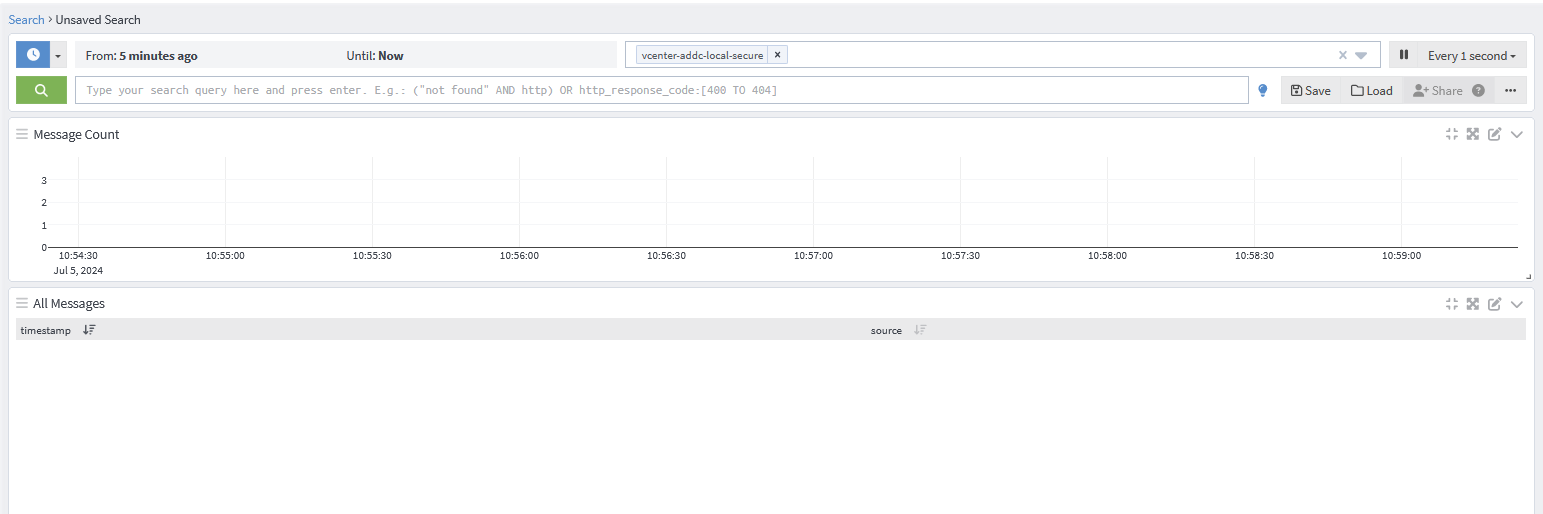 Search › Unsaved Search
From: 5 minutes ago Until: Now vcenter-addc-local-secure × Every 1 second
Type your search query here and press enter. E.g.: ("not found" AND http) OR http_response_code:[400 TO 404] Save Load Share ? ···
Message Count
3
2
1
0
10:54:30 10:55:00 10:55:30 10:56:00 10:56:30 10:57:00 10:57:30 10:58:00 10:58:30 10:59:00
Jul 5, 2024
All Messages
timestamp source